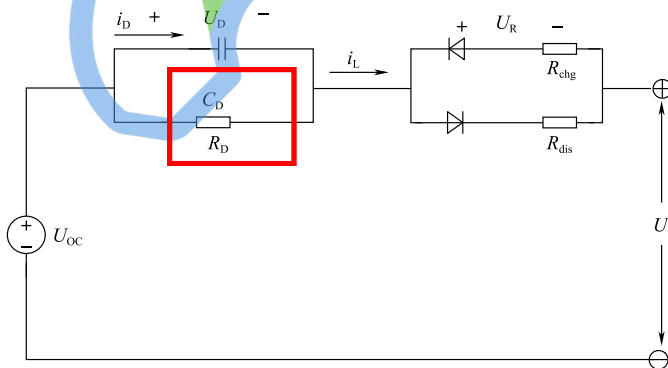 i_D + U_D −
C_D
R_D
i_L
+ U_R −
R_chg
R_dis
+
−
U_OC
+
U
−